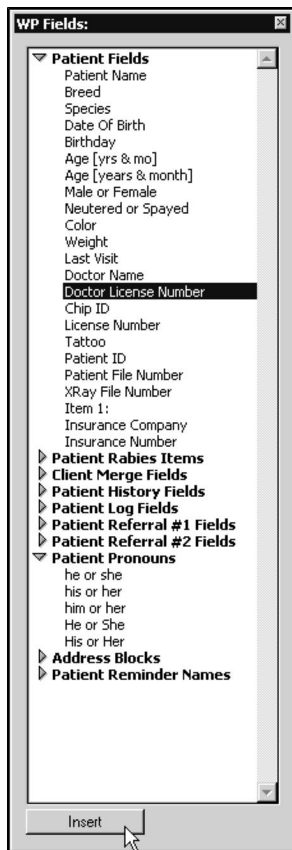 WP Fields:
Patient Fields
Patient Name
Breed
Species
Date Of Birth
Birthday
Age [yrs & mo]
Age [years & month]
Male or Female
Neutered or Spayed
Color
Weight
Last Visit
Doctor Name
Doctor License Number
Chip ID
License Number
Tattoo
Patient ID
Patient File Number
XRay File Number
Item 1:
Insurance Company
Insurance Number
Patient Rabies Items
Client Merge Fields
Patient History Fields
Patient Log Fields
Patient Referral #1 Fields
Patient Referral #2 Fields
Patient Pronouns
he or she
his or her
him or her
He or She
His or Her
Address Blocks
Patient Reminder Names
Insert